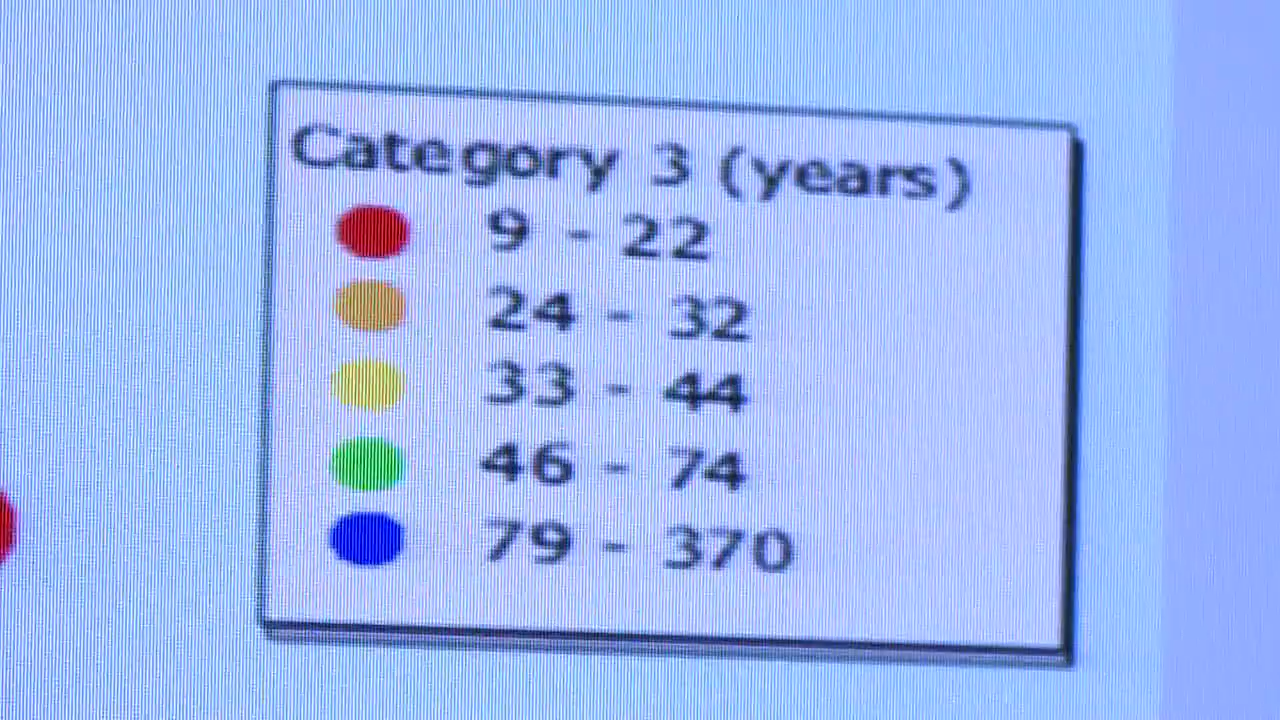 Category 3 (years)
9 - 22
24 - 32
33 - 44
46 - 74
79 - 370